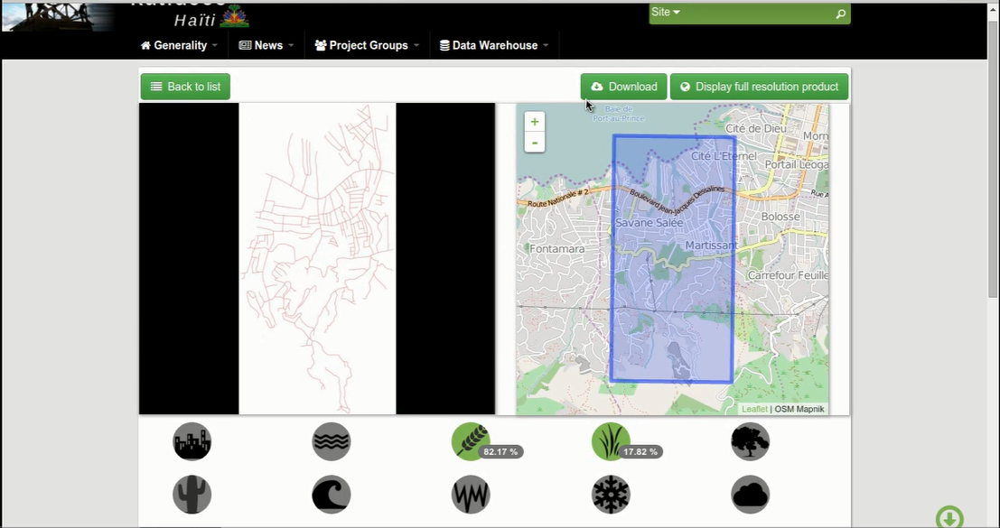 Haïti
Site
Generality
News
Project Groups
Data Warehouse
Back to list
Download
Display full resolution product
+
-
Baie de
Port-au-Prince
Cité de Dieu
Morn
Cité L'Eternel
Portail Léoga
Route Nationale # 2
Boulevard Jean-Jacques Dessalines
Rue A
Savane Salée
Bolosse
Fontamara
Martissant
Carrefour Feuille
Leaflet | OSM Mapnik
82.17 %
17.82 %